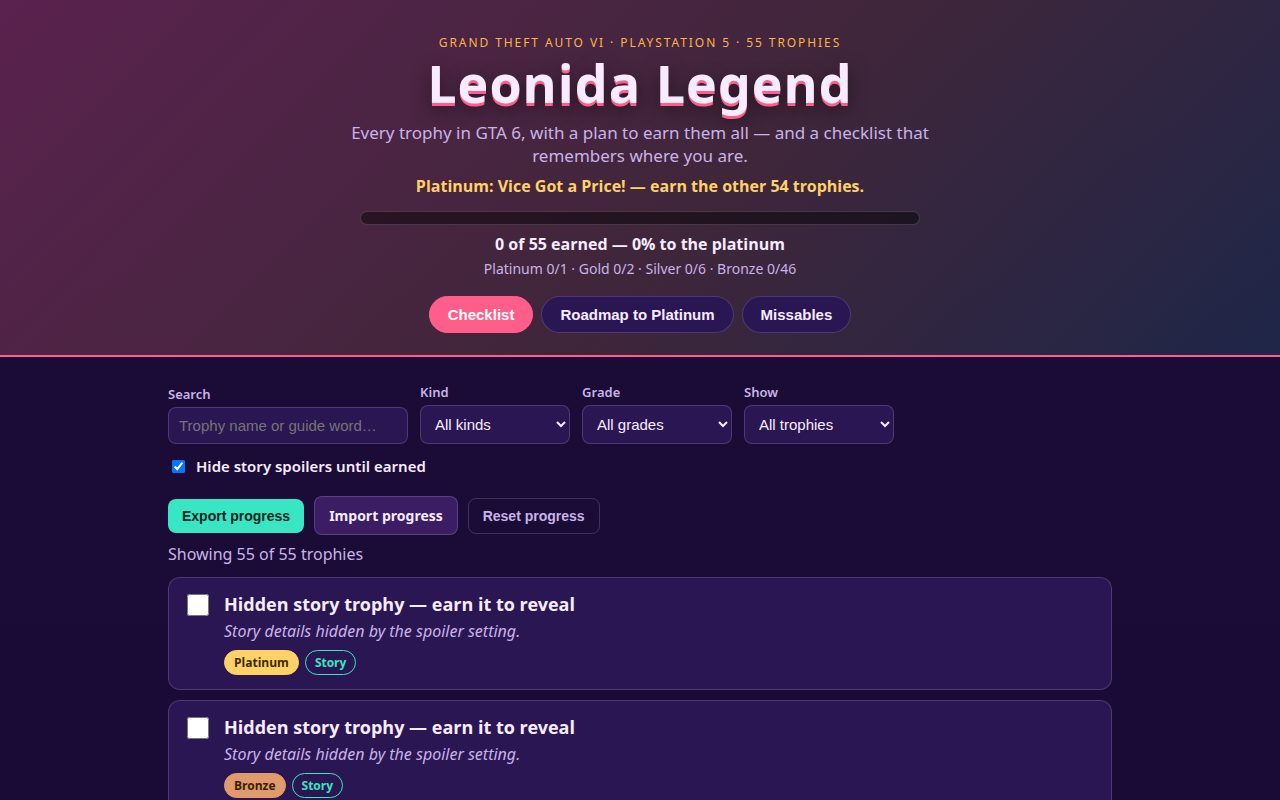 GRAND THEFT AUTO VI · PLAYSTATION 5 · 55 TROPHIES
Leonida Legend
Every trophy in GTA 6, with a plan to earn them all — and a checklist that
remembers where you are.
Platinum: Vice Got a Price! — earn the other 54 trophies.
0 of 55 earned — 0% to the platinum
Platinum 0/1 · Gold 0/2 · Silver 0/6 · Bronze 0/46
Checklist Roadmap to Platinum Missables
Search Kind Grade Show
Trophy name or guide word… All kinds All grades All trophies
Hide story spoilers until earned
Export progress Import progress Reset progress
Showing 55 of 55 trophies
Hidden story trophy — earn it to reveal
Story details hidden by the spoiler setting.
Platinum Story
Hidden story trophy — earn it to reveal
Story details hidden by the spoiler setting.
Bronze Story